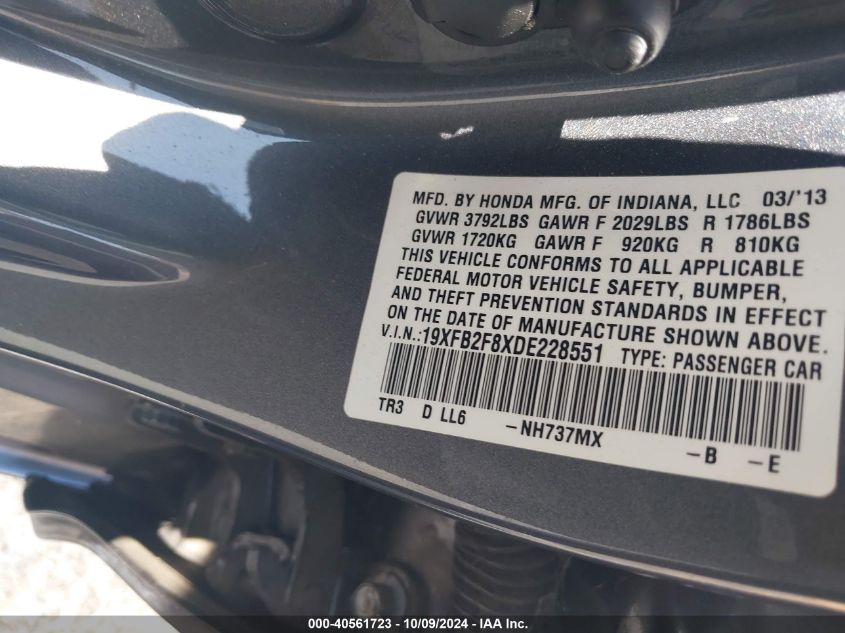 MFD. BY HONDA MFG. OF INDIANA, LLC 03/'13
GVWR 3792LBS GAWR F 2029LBS R 1786LBS
GVWR 1720KG GAWR F 920KG R 810KG
THIS VEHICLE CONFORMS TO ALL APPLICABLE
FEDERAL MOTOR VEHICLE SAFETY, BUMPER,
AND THEFT PREVENTION STANDARDS IN EFFECT
ON THE DATE OF MANUFACTURE SHOWN ABOVE.
V.I.N.:19XFB2F8XDE228551 TYPE: PASSENGER CAR
TR3 D LL6 -NH737MX -B -E
000-40561723 - 10/09/2024 - IAA Inc.